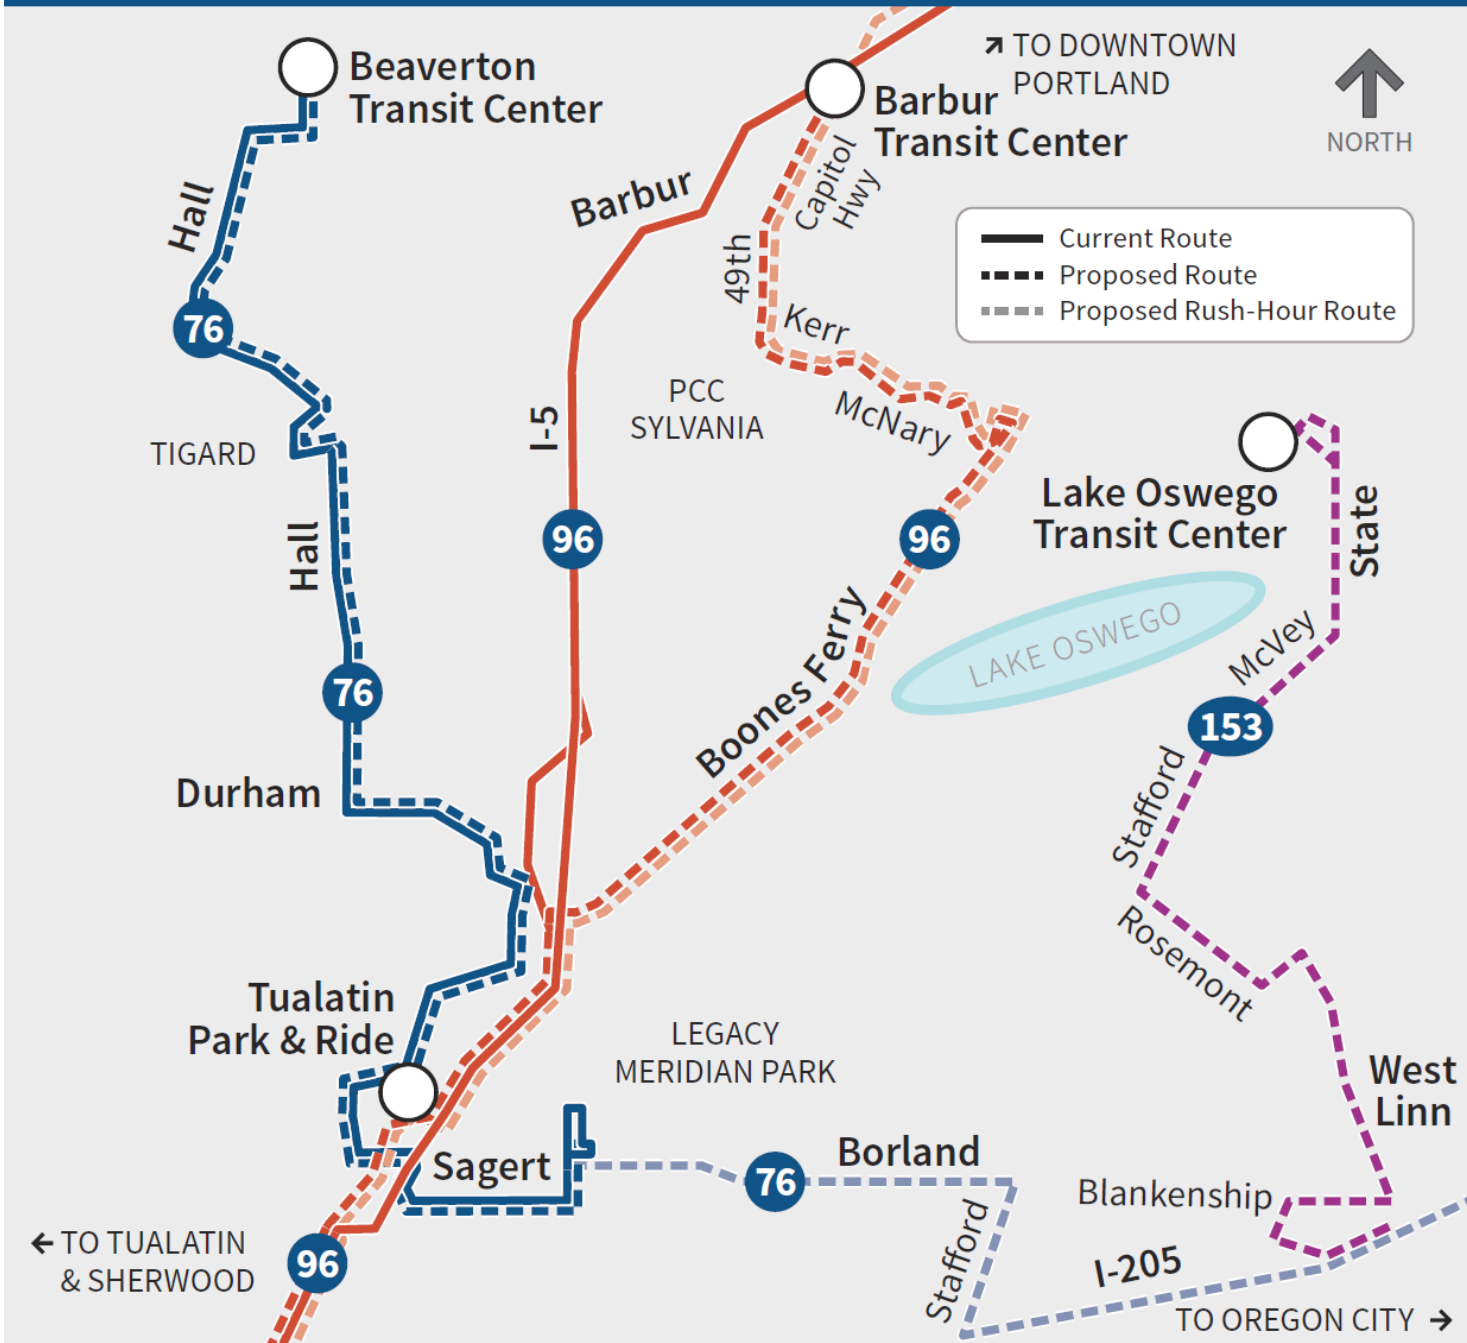 Beaverton
Transit Center
TO DOWNTOWN
PORTLAND
Barbur
Transit Center
NORTH
Capitol
Hwy
Barbur
Hall
Current Route
Proposed Route
Proposed Rush-Hour Route
49th
Kerr
76
PCC
SYLVANIA
McNary
I-5
TIGARD
Lake Oswego
Transit Center
State
Hall
96
96
LAKE OSWEGO
McVey
Boones Ferry
76
153
Durham
Stafford
Rosemont
Tualatin
Park & Ride
LEGACY
MERIDIAN PARK
West
Linn
Sagert
76
Borland
Blankenship
Stafford
I-205
TO TUALATIN
& SHERWOOD
96
TO OREGON CITY